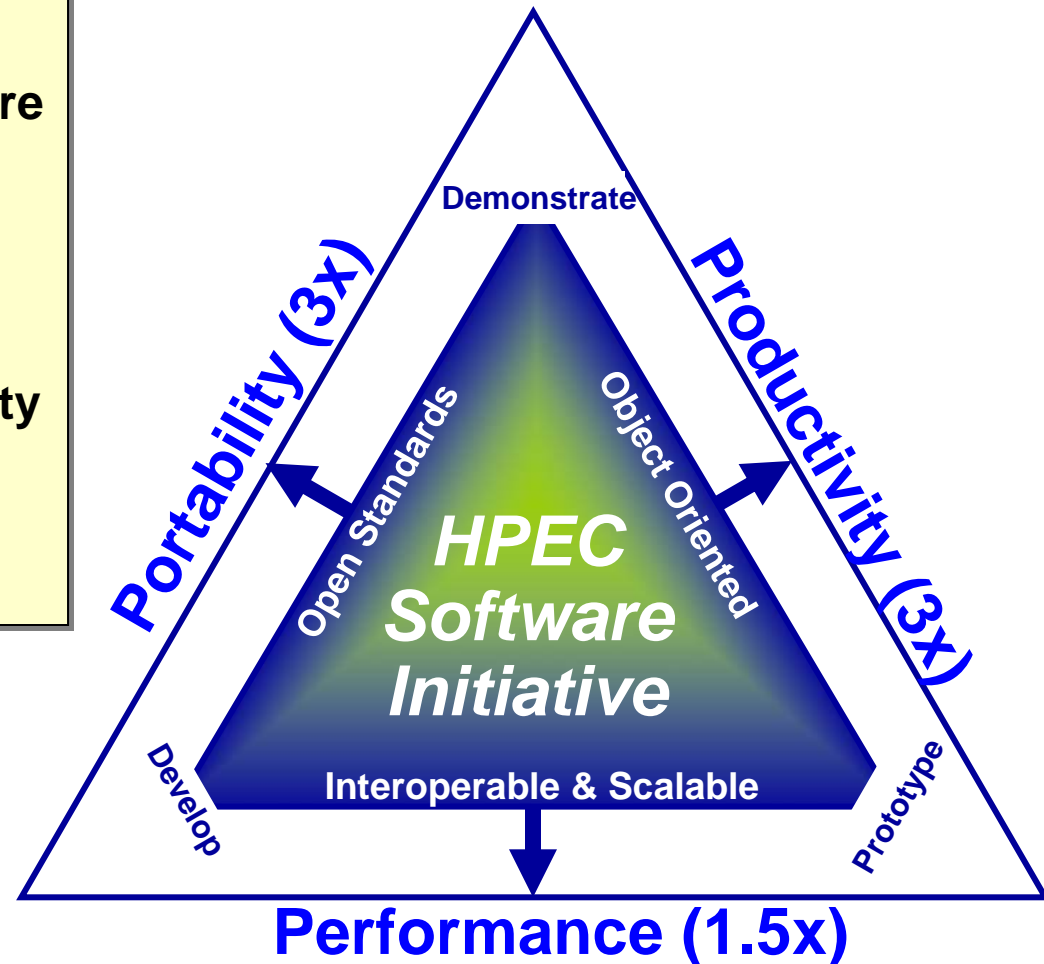 re
ty
Demonstrate
Portability (3x)
Productivity (3x)
Open Standards
Object Oriented
HPEC
Software
Initiative
Interoperable & Scalable
Develop
Prototype
Performance (1.5x)